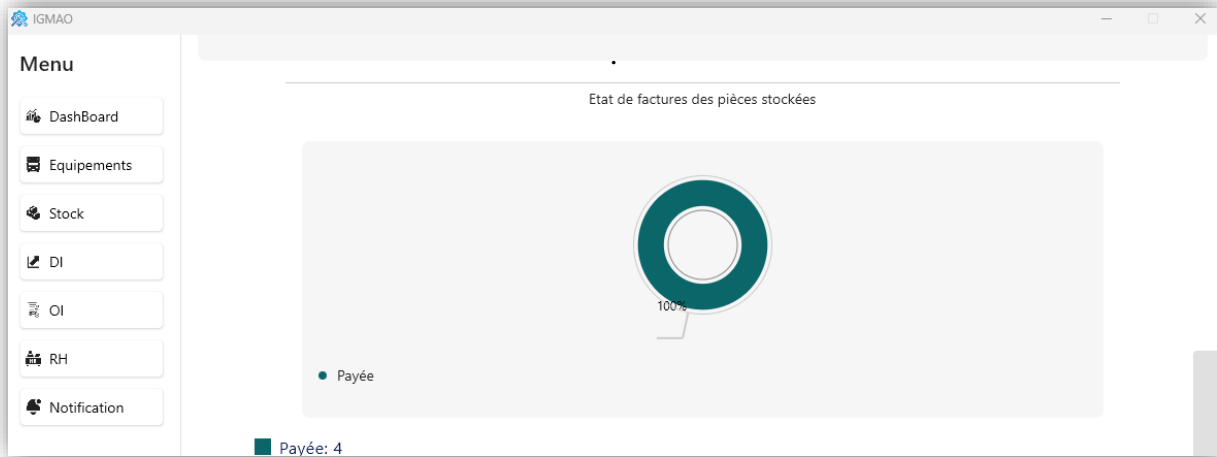 IGMAO
Menu
DashBoard
Equipements
Stock
DI
OI
RH
Notification
Etat de factures des pièces stockées
100%
Payée
Payée: 4